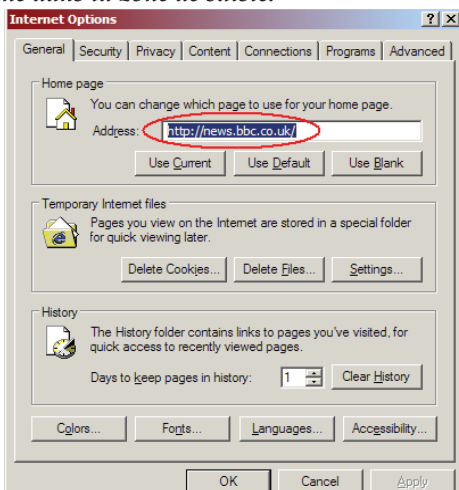 Internet Options
General Security Privacy Content Connections Programs Advanced
Home page
You can change which page to use for your home page.
Address: http://news.bbc.co.uk/
Use Current Use Default Use Blank
Temporary Internet files
Pages you view on the Internet are stored in a special folder
for quick viewing later.
Delete Cookies... Delete Files... Settings...
History
The History folder contains links to pages you've visited, for
quick access to recently viewed pages.
Days to keep pages in history: 1 Clear History
Colors... Fonts... Languages... Accessibility...
OK Cancel Apply